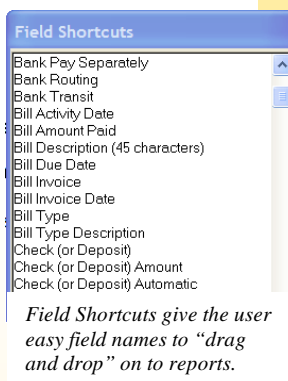 Field Shortcuts
Bank Pay Separately
Bank Routing
Bank Transit
Bill Activity Date
Bill Amount Paid
Bill Description (45 characters)
Bill Due Date
Bill Invoice
Bill Invoice Date
Bill Type
Bill Type Description
Check (or Deposit)
Check (or Deposit) Amount
Check (or Deposit) Automatic
Field Shortcuts give the user
easy field names to “drag
and drop” on to reports.